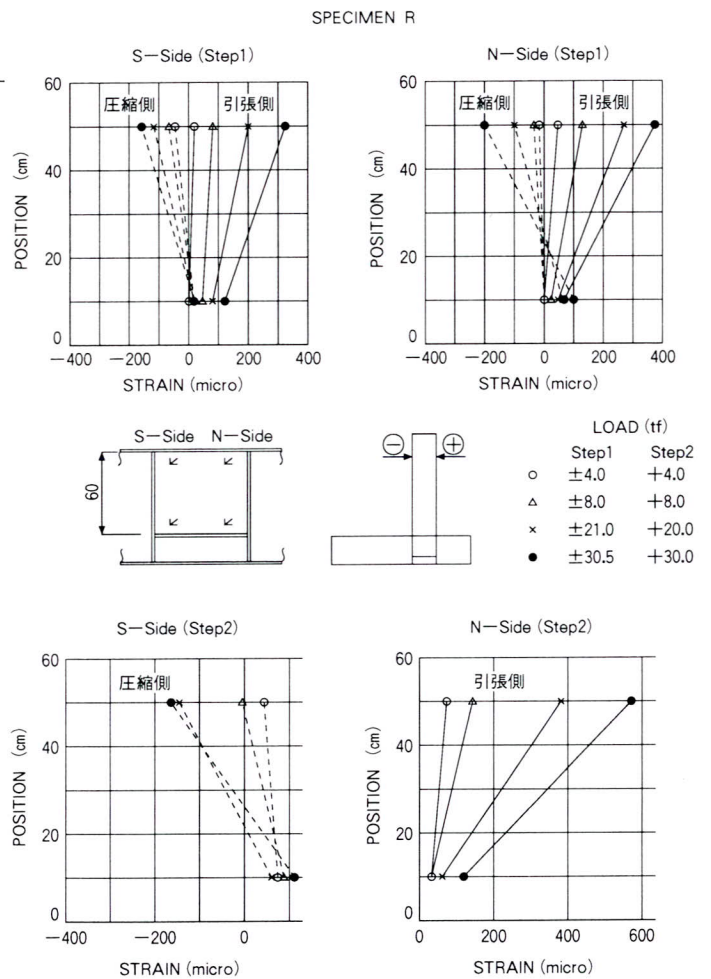 SPECIMEN R
S-Side (Step1)
60
40
20
0
POSITION (cm)
圧縮側
引張側
-400 -200 0 200 400
STRAIN (micro)
N-Side (Step1)
60
40
20
0
POSITION (cm)
圧縮側
引張側
-400 -200 0 200 400
STRAIN (micro)
S-Side N-Side
60
⊖ ⊕
LOAD (tf)
Step1 Step2
○ ±4.0 +4.0
△ ±8.0 +8.0
× ±21.0 +20.0
● ±30.5 +30.0
S-Side (Step2)
60
40
20
0
POSITION (cm)
圧縮側
-400 -200 0
STRAIN (micro)
N-Side (Step2)
60
40
20
0
POSITION (cm)
引張側
0 200 400 600
STRAIN (micro)